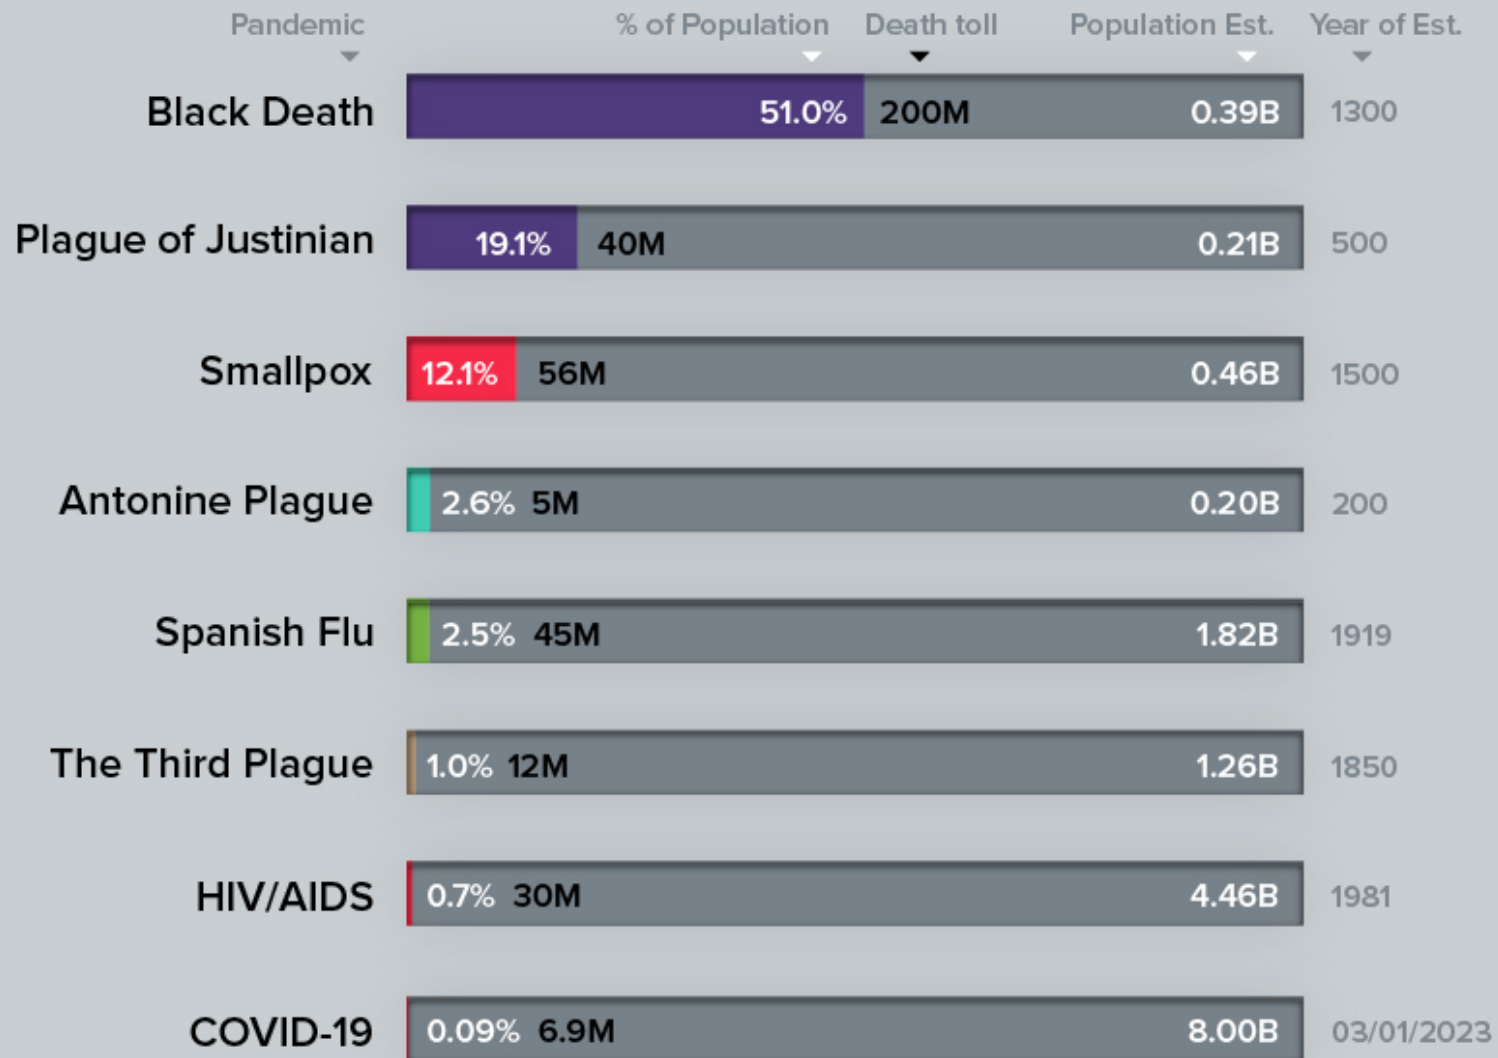 Pandemic % of Population Death toll Population Est. Year of Est.
Black Death 51.0% 200M 0.39B 1300
Plague of Justinian 19.1% 40M 0.21B 500
Smallpox 12.1% 56M 0.46B 1500
Antonine Plague 2.6% 5M 0.20B 200
Spanish Flu 2.5% 45M 1.82B 1919
The Third Plague 1.0% 12M 1.26B 1850
HIV/AIDS 0.7% 30M 4.46B 1981
COVID-19 0.09% 6.9M 8.00B 03/01/2023